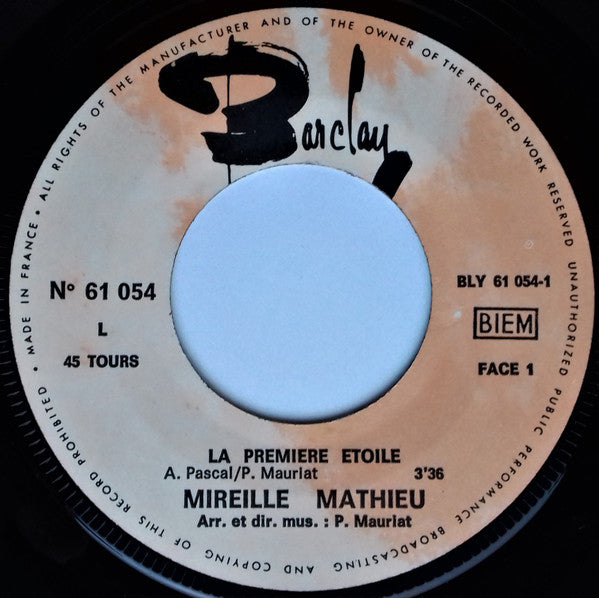 MADE IN FRANCE • ALL RIGHTS OF THE MANUFACTURER AND OF THE OWNER OF THE RECORDED WORK RESERVED UNAUTHORIZED PUBLIC PERFORMANCE BROADCASTING AND COPYING OF THIS RECORD PROHIBITED •
Barclay
N° 61 054
L
45 TOURS
BLY 61 054-1
BIEM
FACE 1
LA PREMIERE ETOILE
A. Pascal/P. Mauriat 3'36
MIREILLE MATHIEU
Arr. et dir. mus. : P. Mauriat